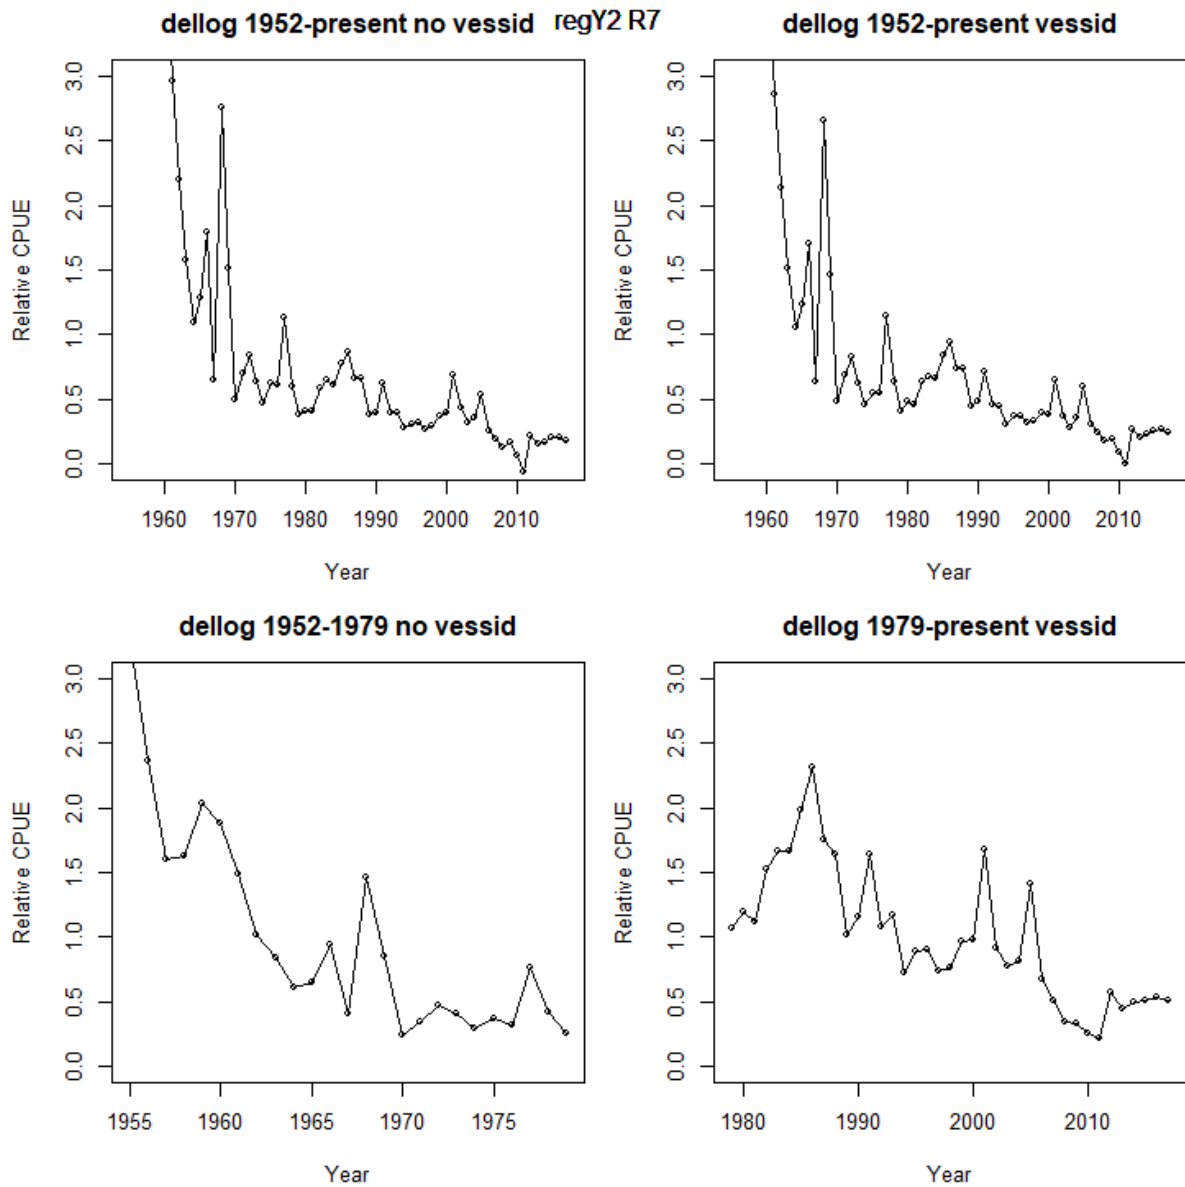 dellog 1952-present no vessid
regY2 R7
dellog 1952-present vessid
Relative CPUE
3.0
2.5
2.0
1.5
1.0
0.5
0.0
1960 1970 1980 1990 2000 2010
Year
Relative CPUE
3.0
2.5
2.0
1.5
1.0
0.5
0.0
1960 1970 1980 1990 2000 2010
Year
dellog 1952-1979 no vessid
Relative CPUE
3.0
2.5
2.0
1.5
1.0
0.5
0.0
1955 1960 1965 1970 1975
Year
dellog 1979-present vessid
Relative CPUE
3.0
2.5
2.0
1.5
1.0
0.5
0.0
1980 1990 2000 2010
Year